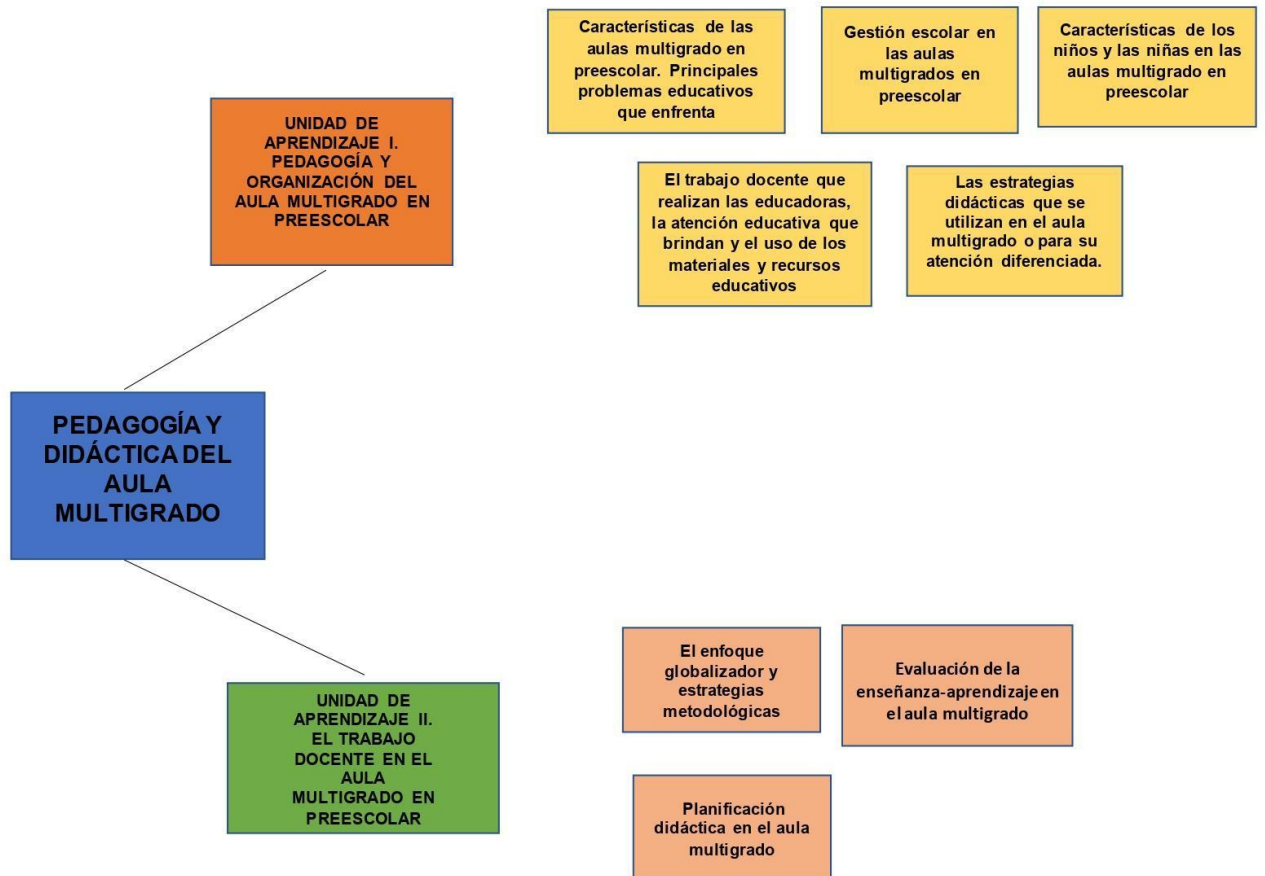 Características de las
aulas multigrado en
preescolar. Principales
problemas educativos
que enfrenta
Gestión escolar en
las aulas
multigrados en
preescolar
Características de los
niños y las niñas en las
aulas multigrado en
preescolar
UNIDAD DE
APRENDIZAJE I.
PEDAGOGÍA Y
ORGANIZACIÓN DEL
AULA MULTIGRADO EN
PREESCOLAR
El trabajo docente que
realizan las educadoras,
la atención educativa que
brindan y el uso de los
materiales y recursos
educativos
Las estrategias
didácticas que se
utilizan en el aula
multigrado o para su
atención diferenciada.
PEDAGOGÍA Y
DIDÁCTICA DEL
AULA
MULTIGRADO
UNIDAD DE
APRENDIZAJE II.
EL TRABAJO
DOCENTE EN EL
AULA
MULTIGRADO EN
PREESCOLAR
El enfoque
globalizador y
estrategias
metodológicas
Evaluación de la
enseñanza-aprendizaje en
el aula multigrado
Planificación
didáctica en el aula
multigrado